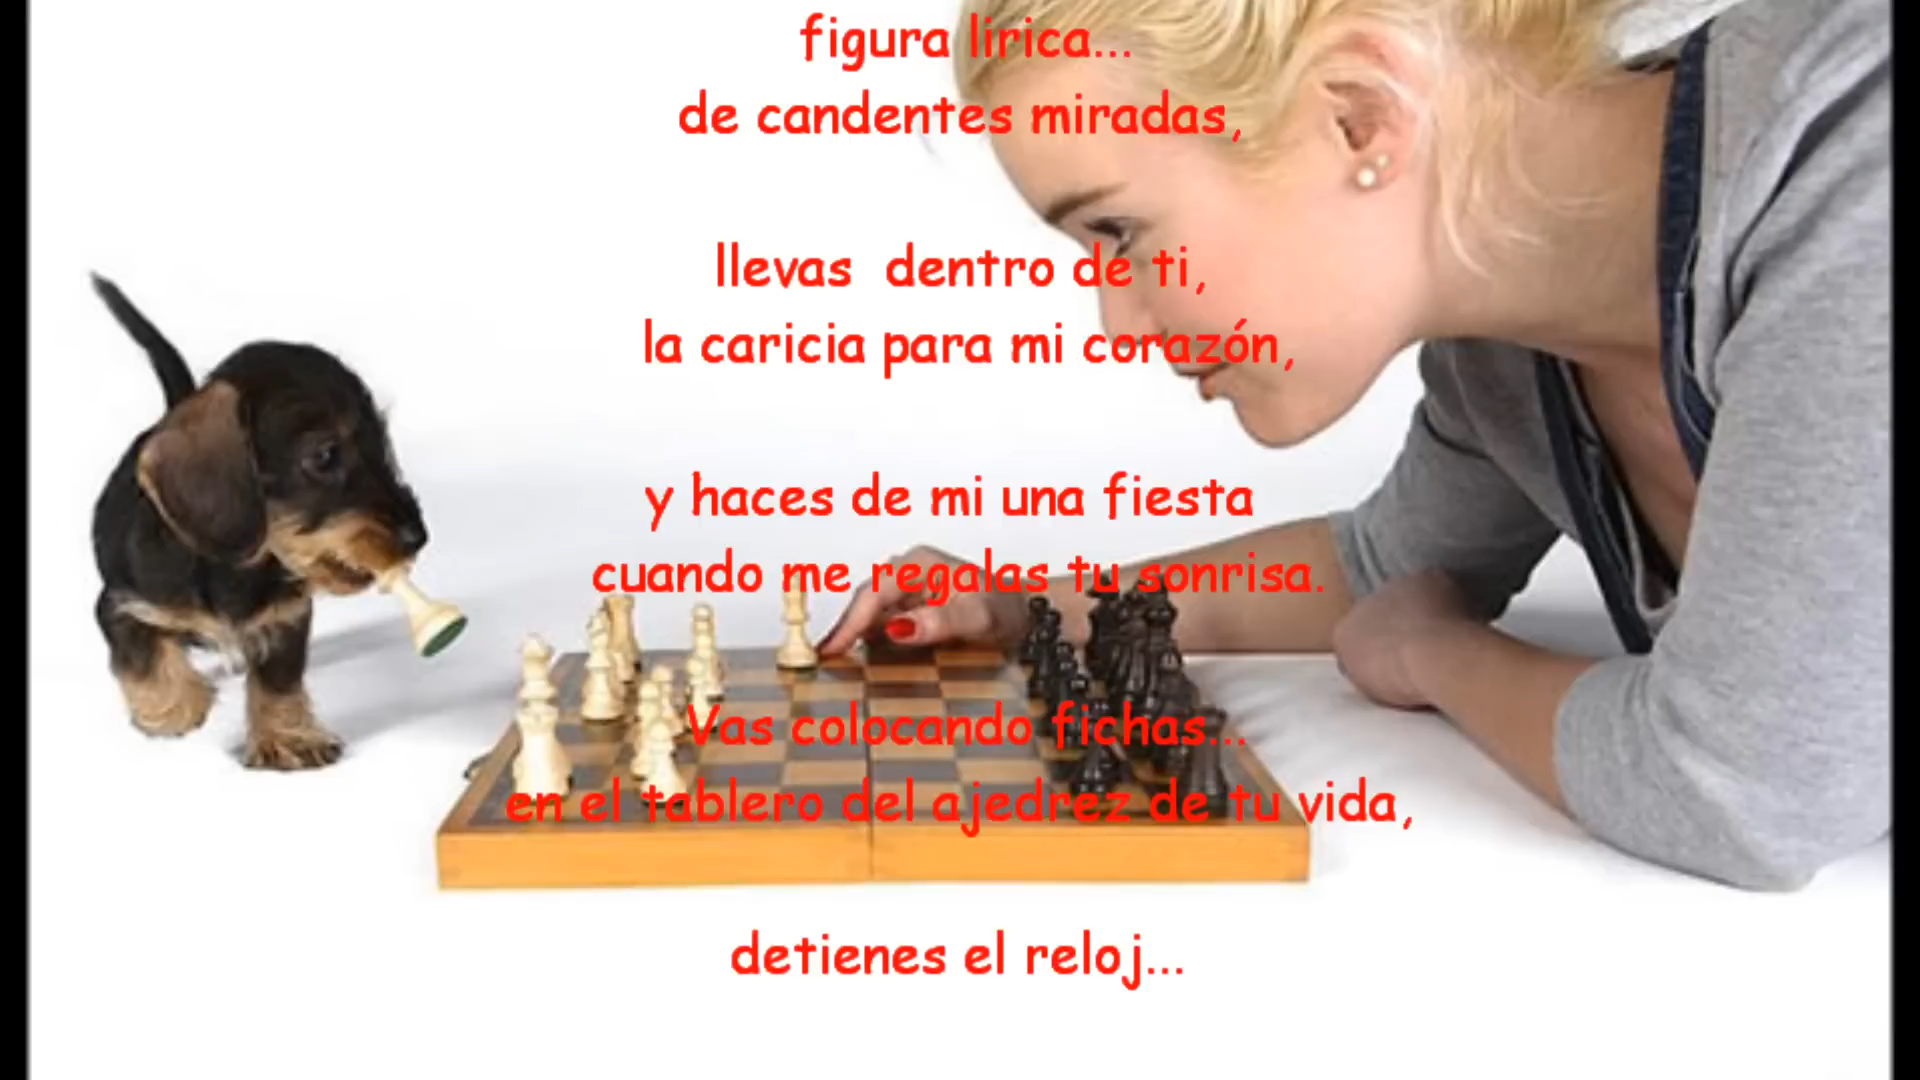 figura lirica...
de candentes miradas,
llevas dentro de ti,
la caricia para mi corazón,
y haces de mi una fiesta
cuando me regalas tu sonrisa.
Vas colocando fichas...
en el tablero del ajedrez de tu vida,
detienes el reloj...